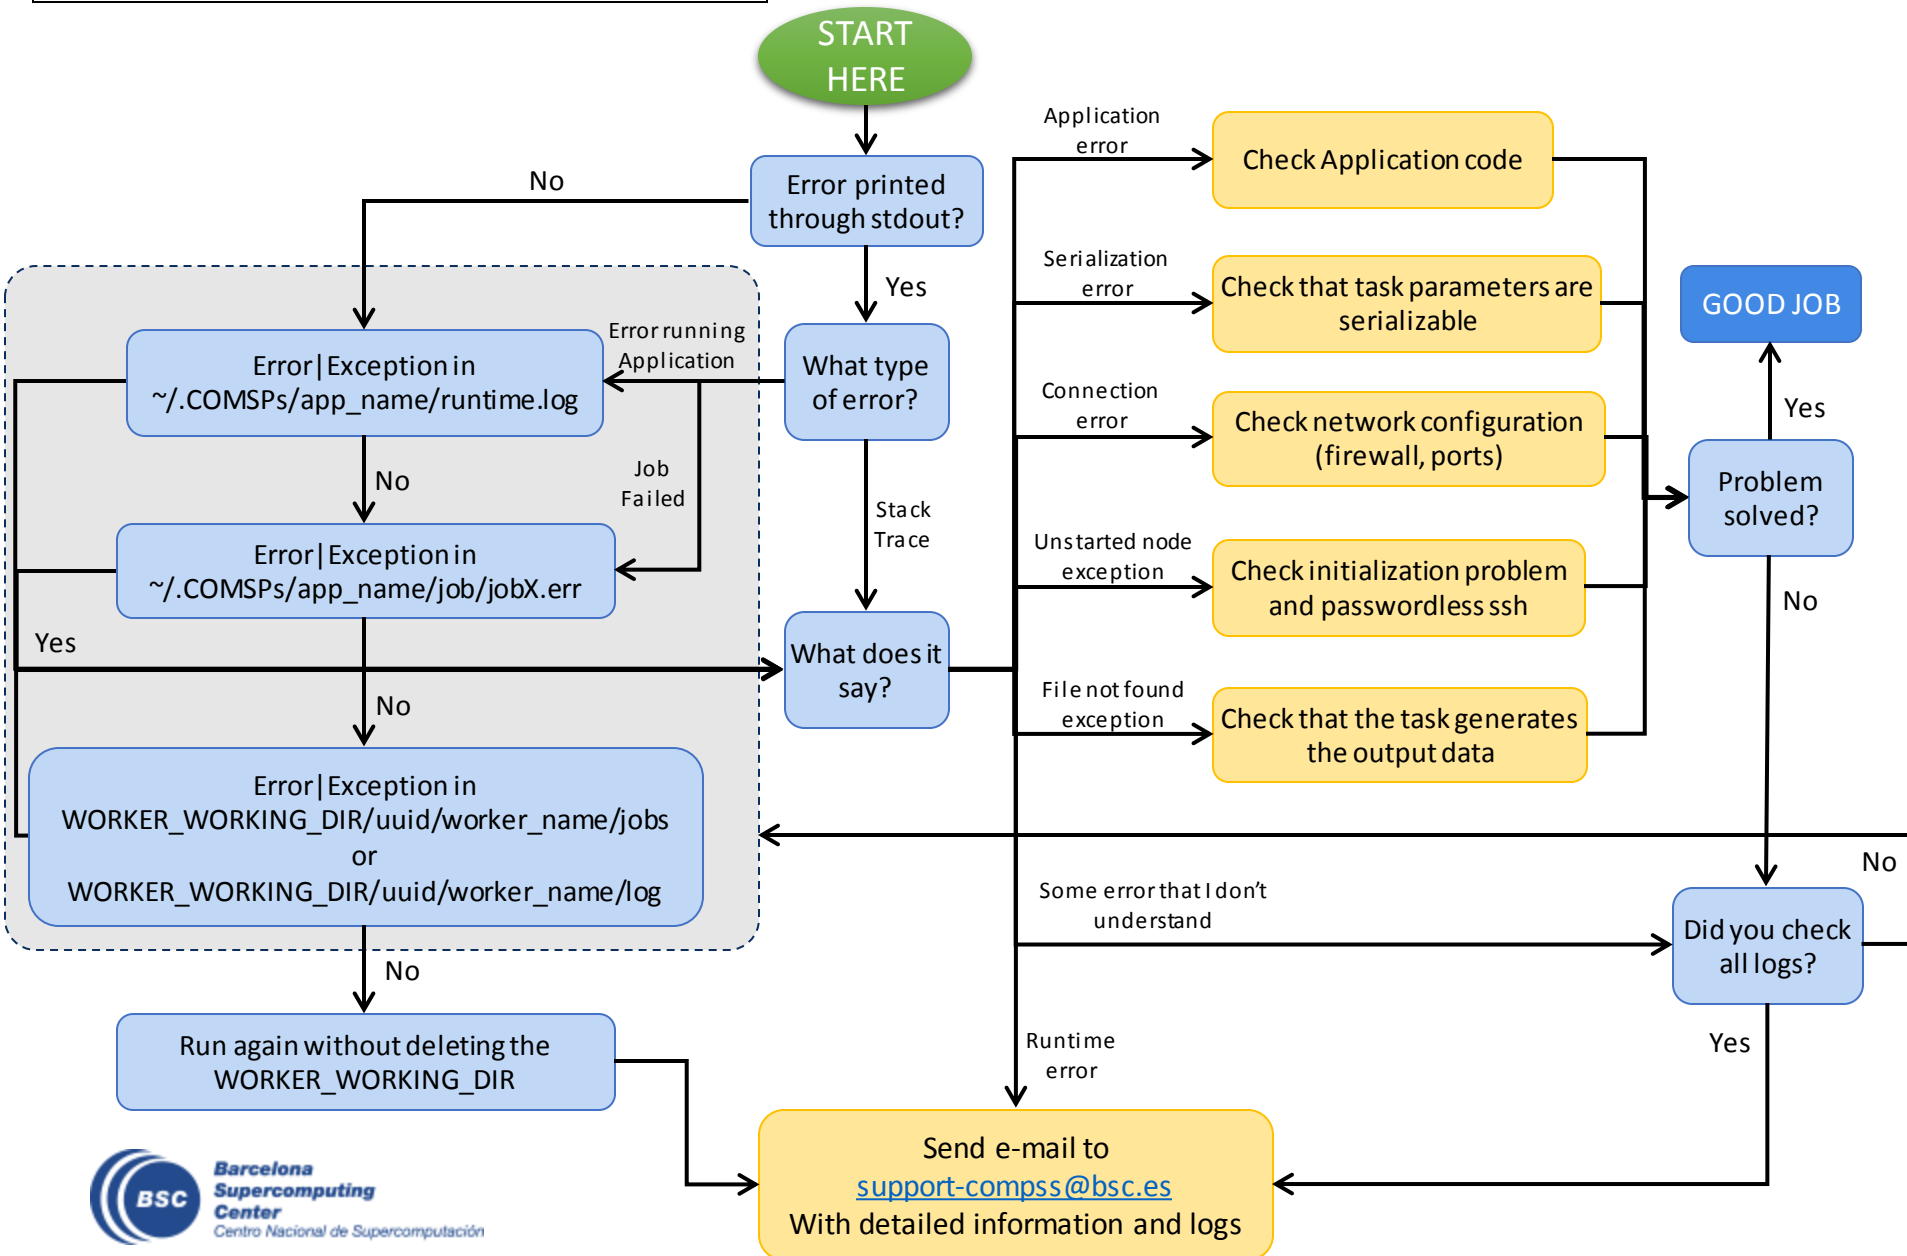 START
HERE
Error printed
through stdout?
No
Yes
Error|Exception in
~/.COMSPs/app_name/runtime.log
Error running
Application
What type
of error?
No
Job
Failed
Stack
Trace
Error|Exception in
~/.COMSPs/app_name/job/jobX.err
Yes
What does it
say?
No
Error|Exception in
WORKER_WORKING_DIR/uuid/worker_name/jobs
or
WORKER_WORKING_DIR/uuid/worker_name/log
No
Run again without deleting the
WORKER_WORKING_DIR
Application
error
Check Application code
Serialization
error
Check that task parameters are
serializable
Connection
error
Check network configuration
(firewall, ports)
Unstarted node
exception
Check initialization problem
and passwordless ssh
File not found
exception
Check that the task generates
the output data
GOOD JOB
Yes
Problem
solved?
No
No
Some error that I don't
understand
Did you check
all logs?
Yes
Runtime
error
Send e-mail to
support-compss@bsc.es
With detailed information and logs
BSC
Barcelona
Supercomputing
Center
Centro Nacional de Supercomputación